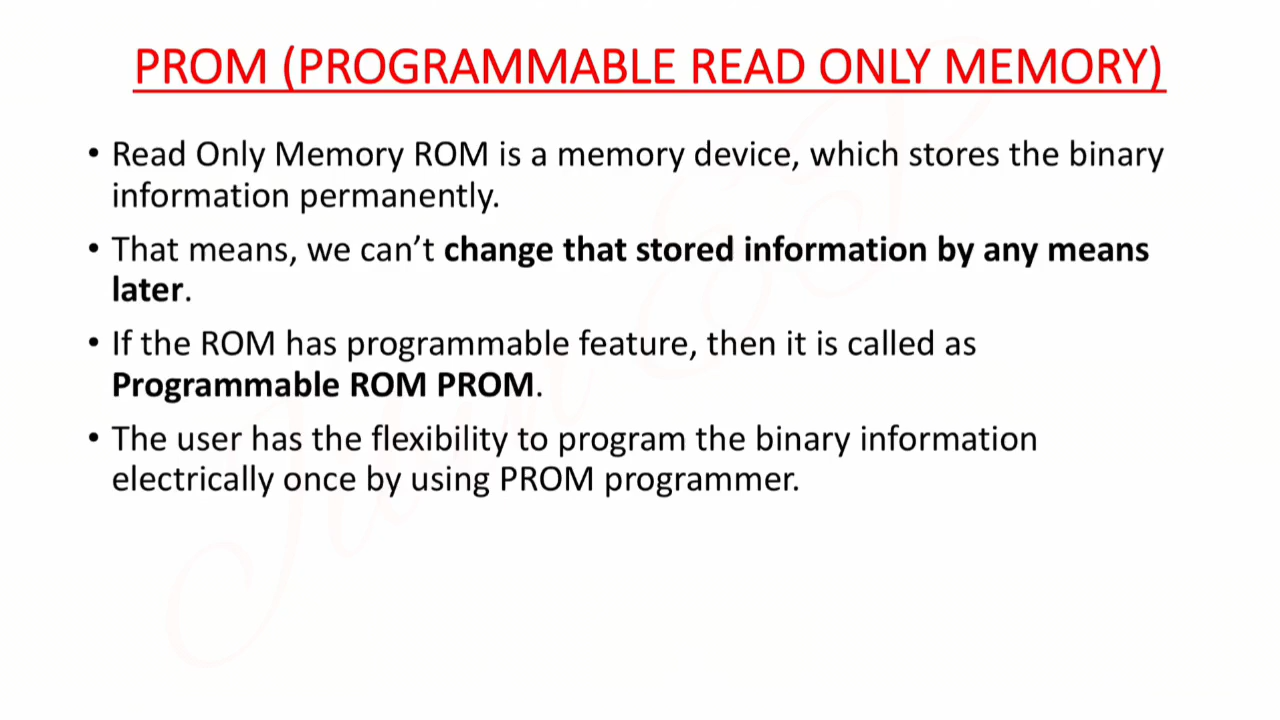 PROM (PROGRAMMABLE READ ONLY MEMORY)
• Read Only Memory ROM is a memory device, which stores the binary
information permanently.
• That means, we can’t change that stored information by any means
later.
• If the ROM has programmable feature, then it is called as
Programmable ROM PROM.
• The user has the flexibility to program the binary information
electrically once by using PROM programmer.